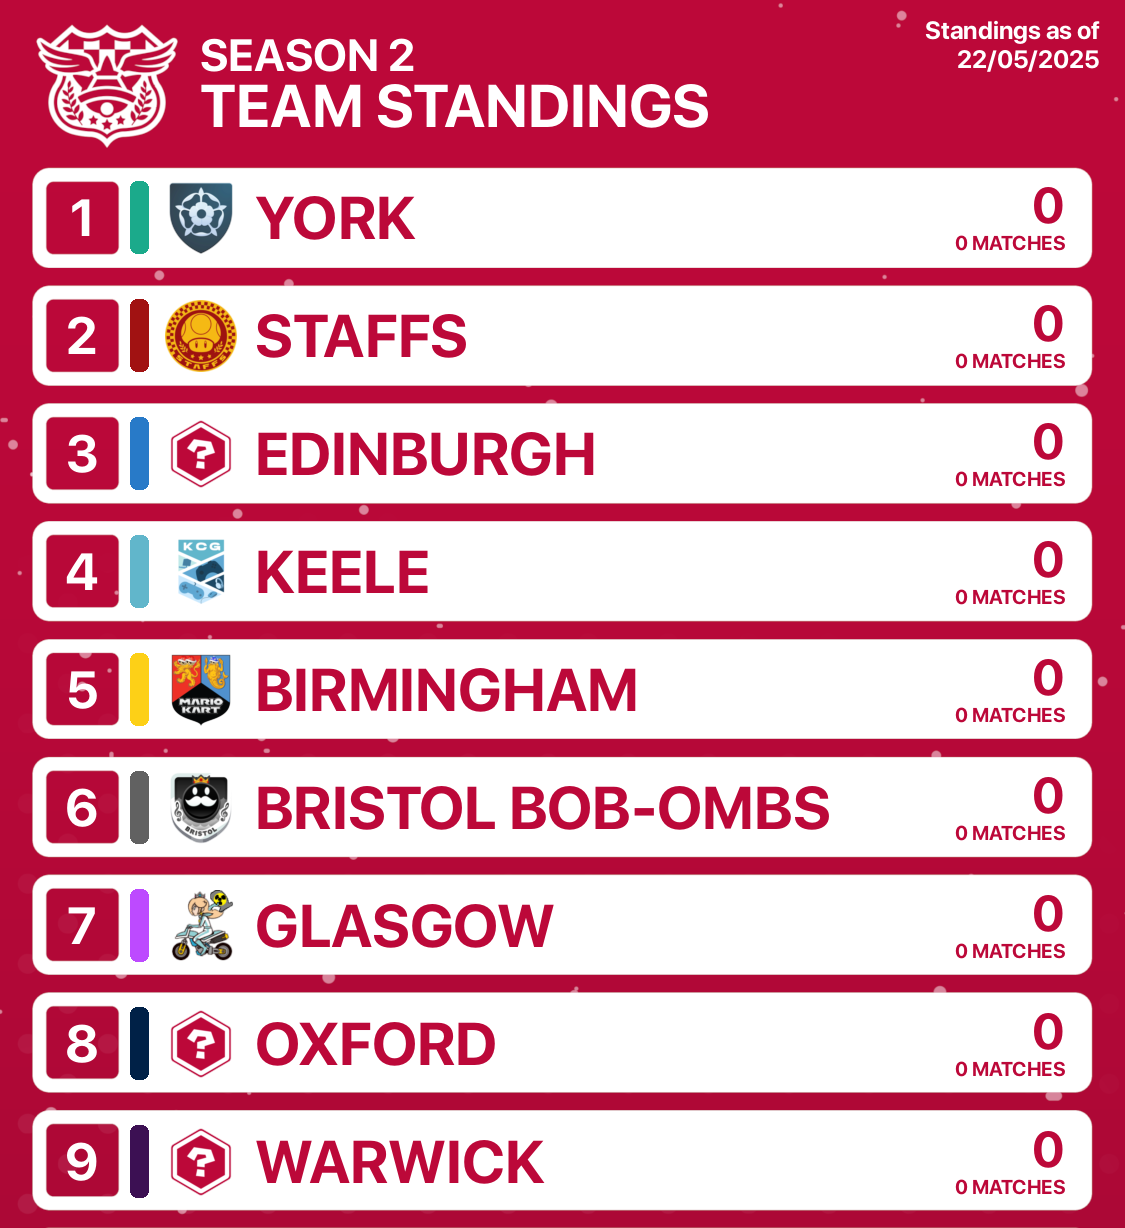 SEASON 2
TEAM STANDINGS
Standings as of
22/05/2025
1
YORK
0
0 MATCHES
2
STAFFS
STAFFS
0
0 MATCHES
3
?
EDINBURGH
0
0 MATCHES
4
KCG
KEELE
0
0 MATCHES
5
MARIO
KART
BIRMINGHAM
0
0 MATCHES
6
BRISTOL
BRISTOL BOB-OMBS
0
0 MATCHES
7
GLASGOW
0
0 MATCHES
8
?
OXFORD
0
0 MATCHES
9
?
WARWICK
0
0 MATCHES